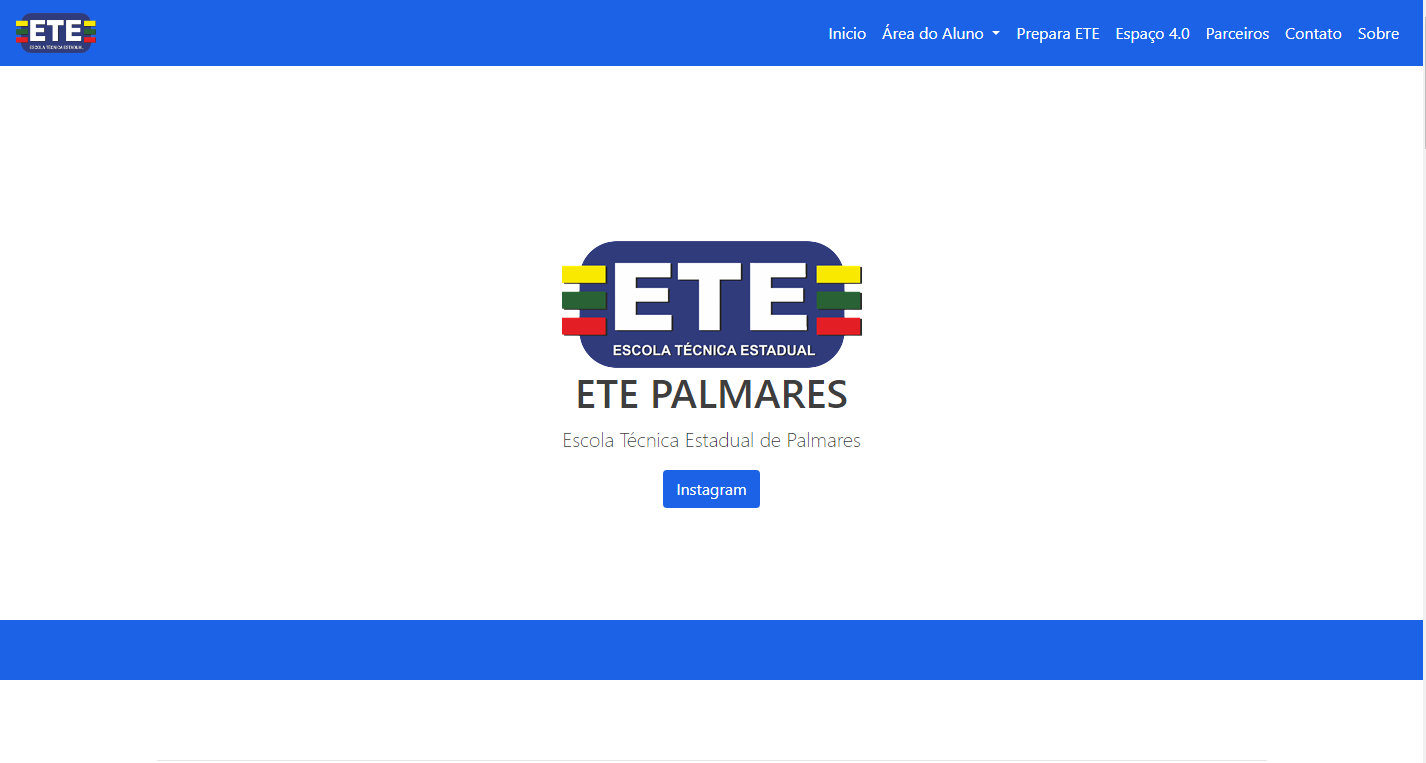 ETE
ESCOLA TÉCNICA ESTADUAL
Inicio Área do Aluno Prepara ETE Espaço 4.0 Parceiros Contato Sobre
ETE
ESCOLA TÉCNICA ESTADUAL
ETE PALMARES
Escola Técnica Estadual de Palmares
Instagram